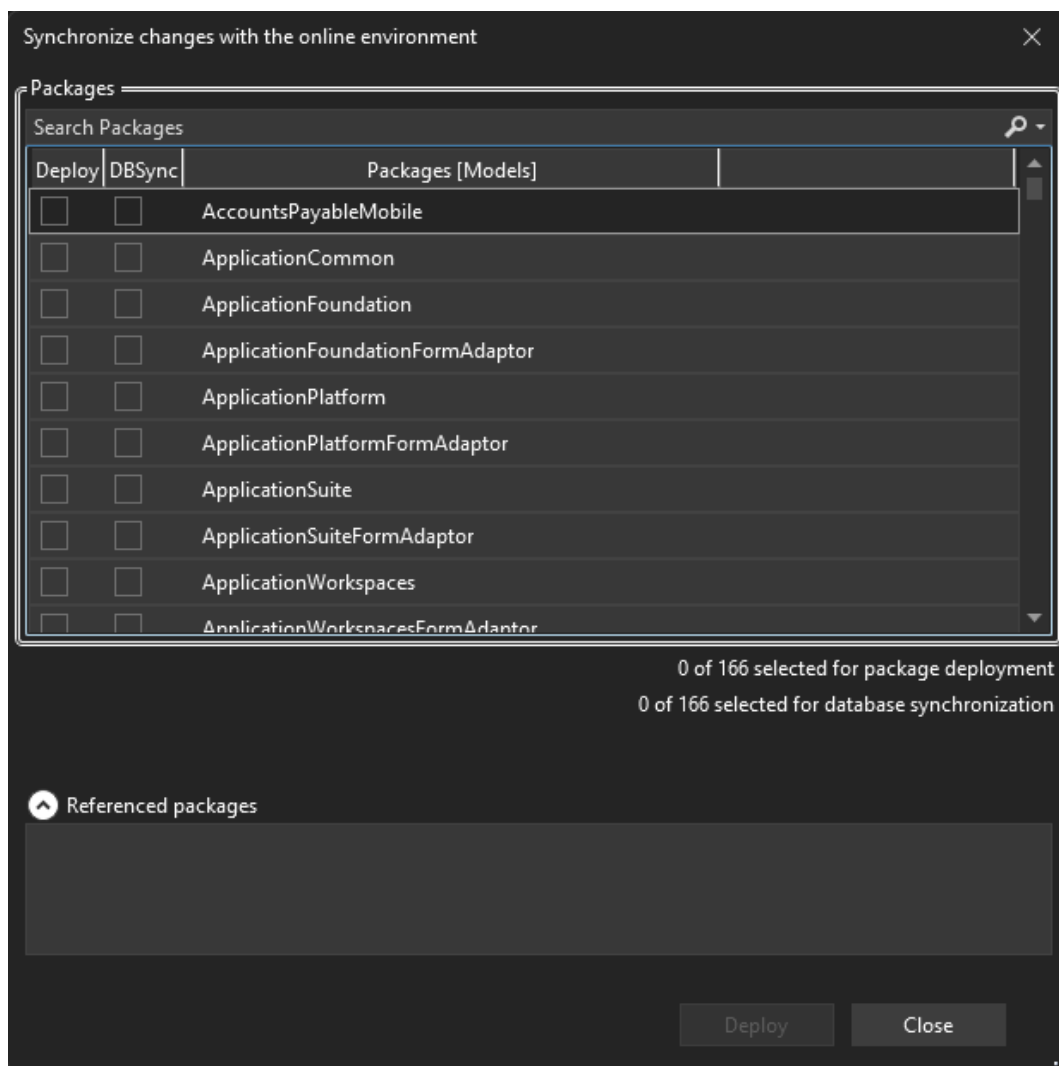 Synchronize changes with the online environment
Packages
Search Packages
Deploy DBSync Packages [Models]
AccountsPayableMobile
ApplicationCommon
ApplicationFoundation
ApplicationFoundationFormAdaptor
ApplicationPlatform
ApplicationPlatformFormAdaptor
ApplicationSuite
ApplicationSuiteFormAdaptor
ApplicationWorkspaces
ApplicationWorkspacesFormAdaptor
0 of 166 selected for package deployment
0 of 166 selected for database synchronization
Referenced packages
Deploy Close